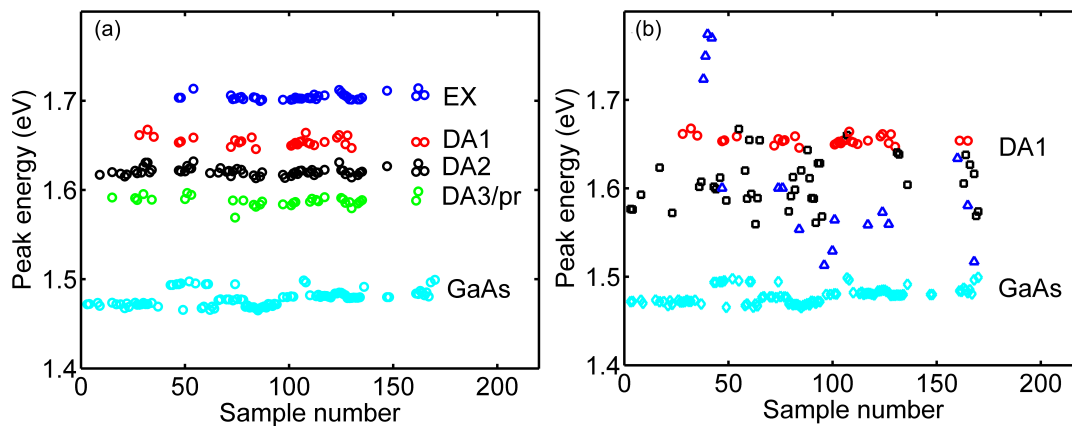 (a)
Peak energy (eV)
1.7
1.6
1.5
1.4
EX
DA1
DA2
DA3/pr
GaAs
0
50
100
150
200
Sample number
(b)
Peak energy (eV)
1.7
1.6
1.5
1.4
DA1
GaAs
0
50
100
150
200
Sample number